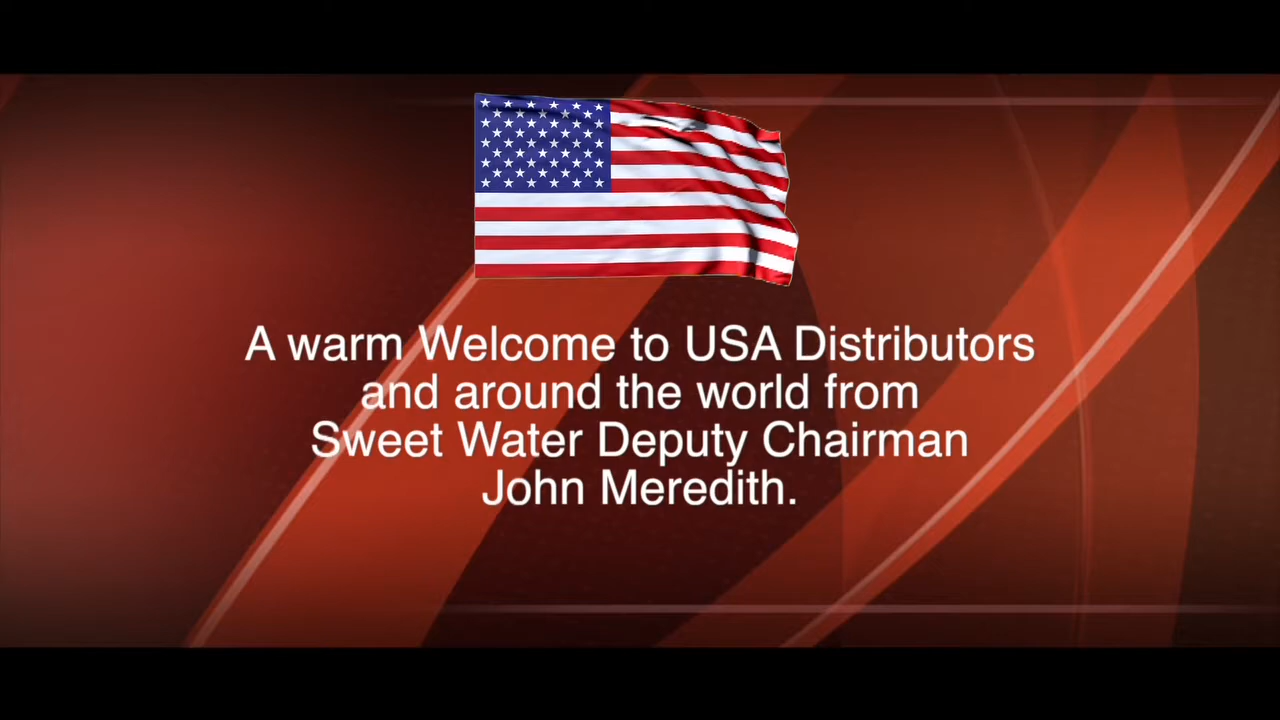 A warm Welcome to USA Distributors
and around the world from
Sweet Water Deputy Chairman
John Meredith.